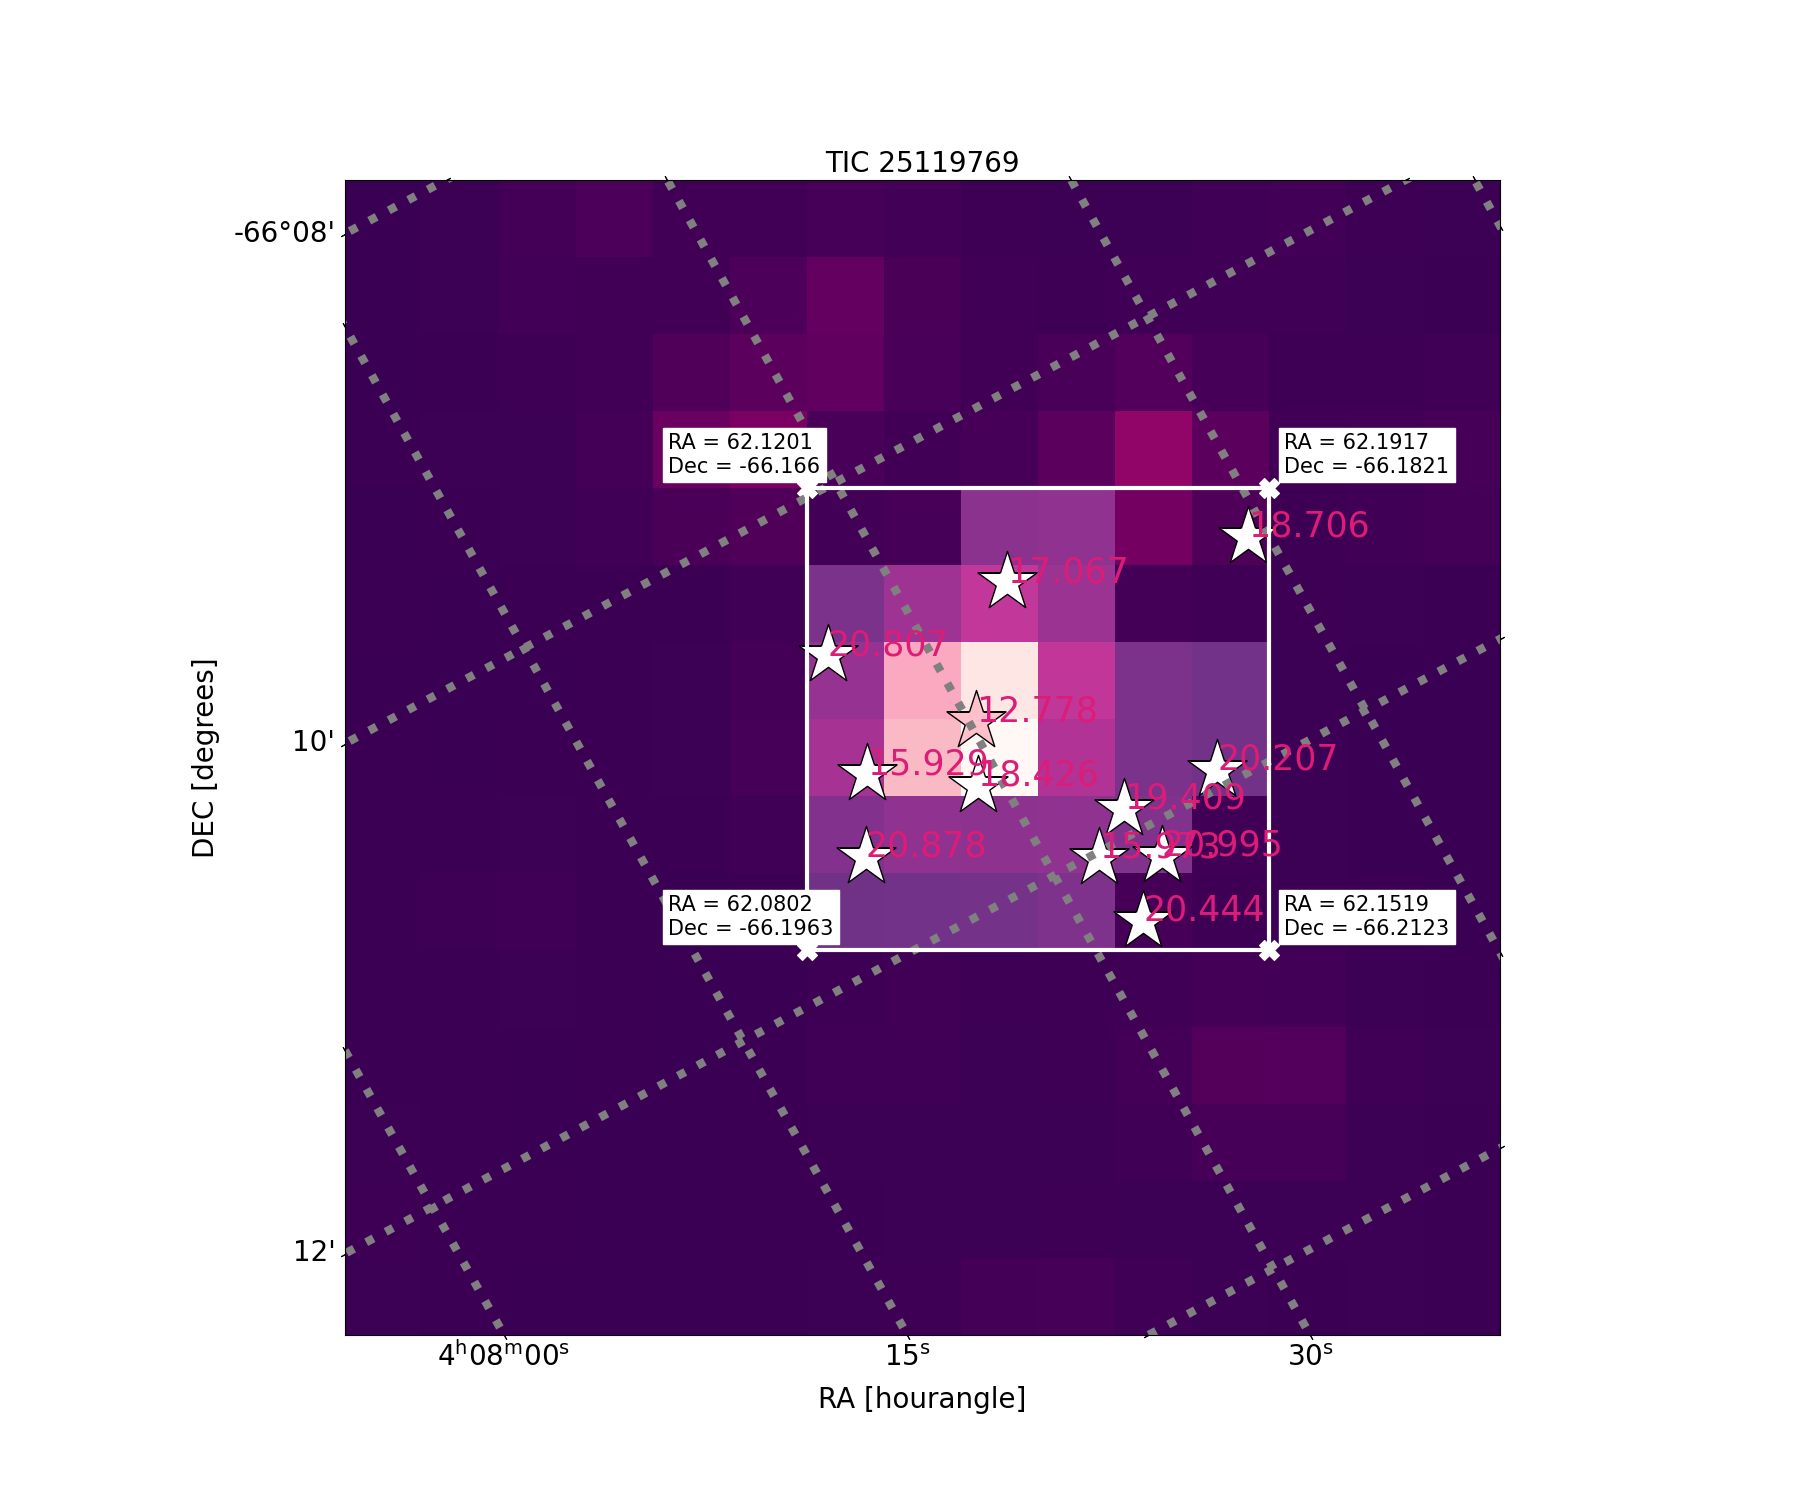 TIC 25119769
-66°08'
RA = 62.1201
Dec = -66.166
RA = 62.1917
Dec = -66.1821
18.706
17.067
20.807
12.778
10'
20.207
15.929
18.426
19.409
20.878
20.995
RA = 62.0802
Dec = -66.1963
RA = 62.1519
Dec = -66.2123
20.444
12'
DEC [degrees]
4ʰ08ᵐ00ˢ
15ˢ
30ˢ
RA [hourangle]